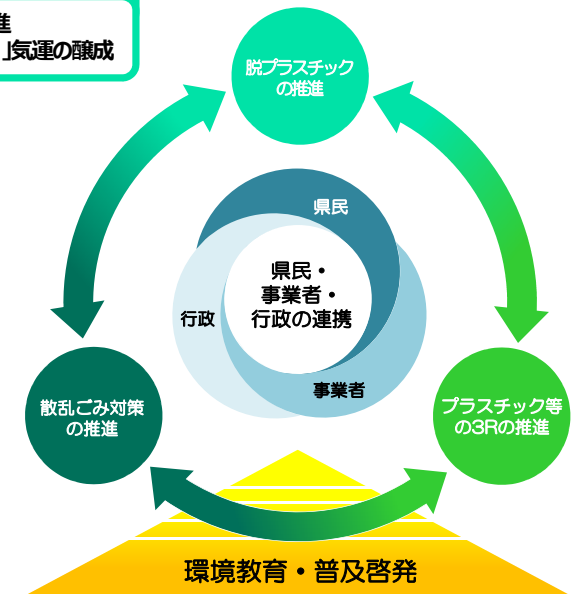 進
」気運の醸成
脱プラスチック
の推進
県民
県民・
事業者・
行政の連携
行政
事業者
散乱ごみ対策
の推進
プラスチック等
の3Rの推進
環境教育・普及啓発